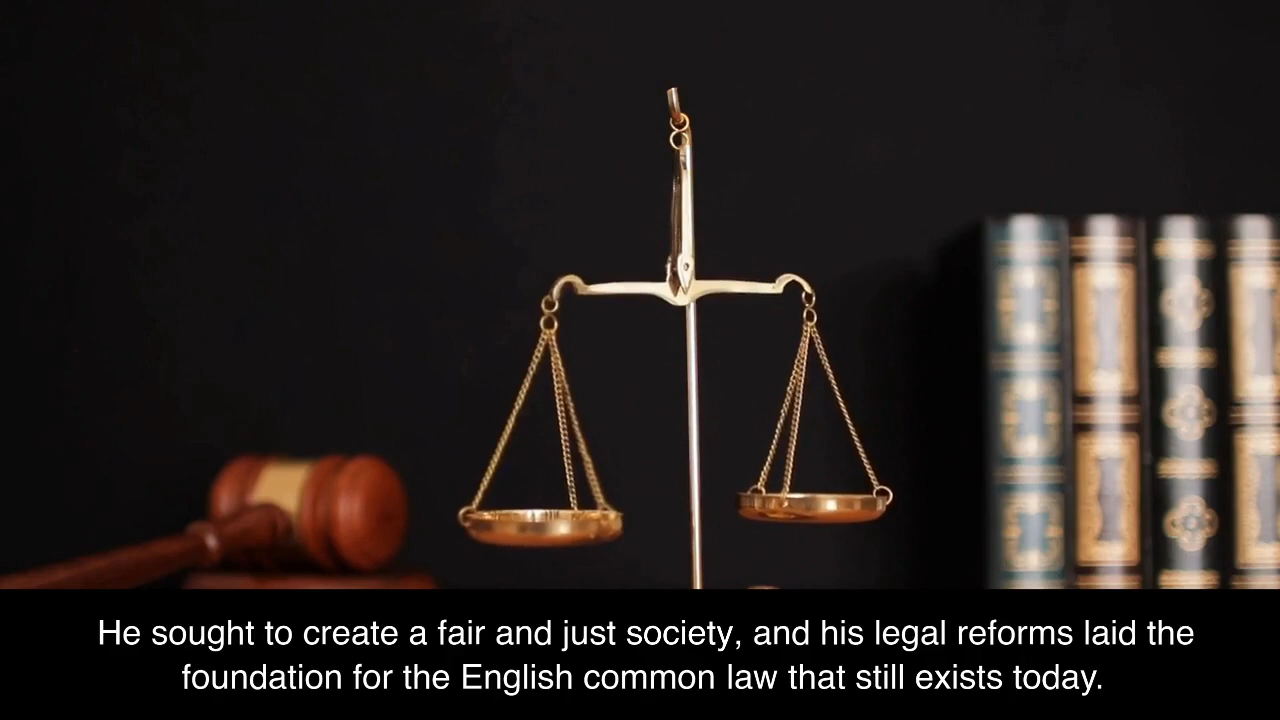 He sought to create a fair and just society, and his legal reforms laid the
foundation for the English common law that still exists today.